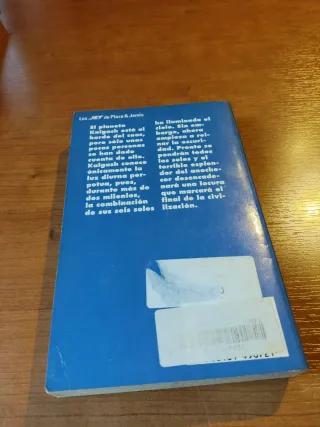 Los JET de Plaza & Janés
El planeta
Kalgash está al
borde del caos,
pero sólo unas
pocas personas
se han dado
cuenta de ello.
Kalgash conoce
únicamente la
luz diurna per-
petua, pues,
durante más de
dos milenios,
la combinación
de sus seis soles
ha iluminado el
cielo. Sin em-
bargo, ahora
empieza a rei-
nar la oscuri-
dad. Pronto se
pondrán todos
los soles y el
terrible esplen-
dor del anoche-
cer desencade-
nará una locura
que marcará el
final de la civi-
lización.